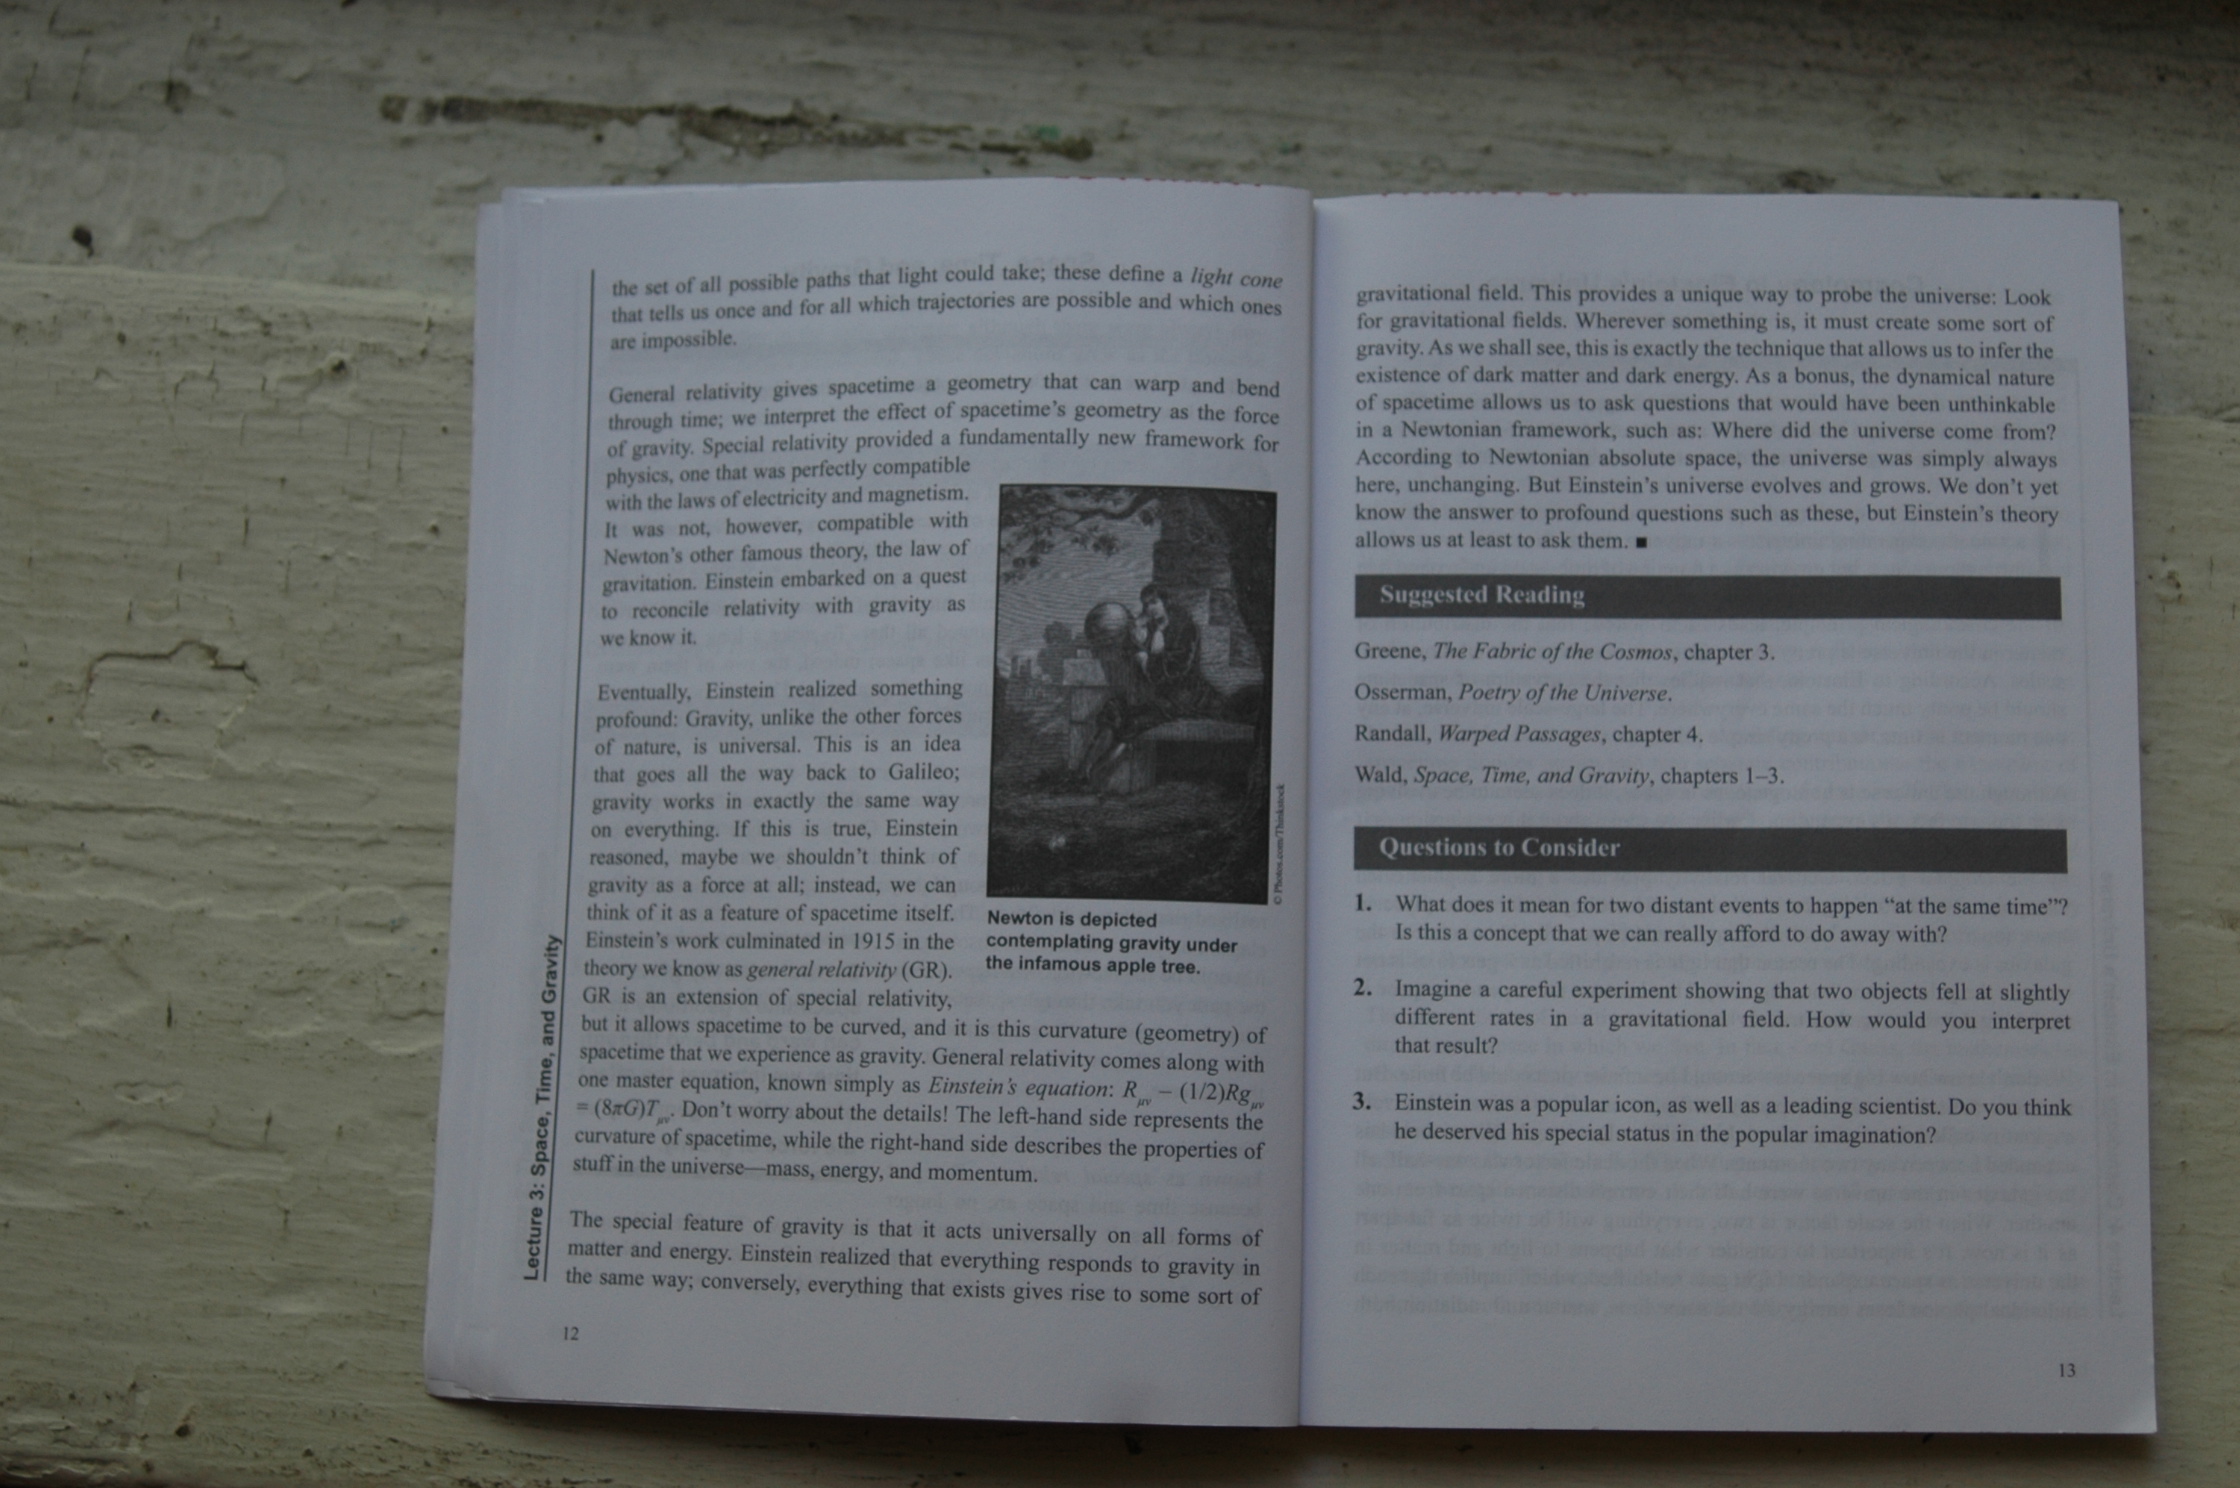 the set of all possible paths that light could take; these define a light cone
that tells us once and for all which trajectories are possible and which ones
are impossible.
General relativity gives spacetime a geometry that can warp and bend
through time; we interpret the effect of spacetime's geometry as the force
of gravity. Special relativity provided a fundamentally new framework for
physics, one that was perfectly compatible
with the laws of electricity and magnetism.
It was not, however, compatible with
Newton's other famous theory, the law of
gravitation. Einstein embarked on a quest
to reconcile relativity with gravity as
we know it.
Eventually, Einstein realized something
profound: Gravity, unlike the other forces
of nature, is universal. This is an idea
that goes all the way back to Galileo;
gravity works in exactly the same way
on everything. If this is true, Einstein
reasoned, maybe we shouldn't think of
gravity as a force at all; instead, we can
think of it as a feature of spacetime itself.
Einstein's work culminated in 1915 in the
theory we know as general relativity (GR).
GR is an extension of special relativity,
but it allows spacetime to be curved, and it is this curvature (geometry) of
spacetime that we experience as gravity. General relativity comes along with
one master equation, known simply as Einstein's equation: Rμν − (1/2)Rgμν
= (8πG)Tμν. Don't worry about the details! The left-hand side represents the
curvature of spacetime, while the right-hand side describes the properties of
stuff in the universe—mass, energy, and momentum.
The special feature of gravity is that it acts universally on all forms of
matter and energy. Einstein realized that everything responds to gravity in
the same way; conversely, everything that exists gives rise to some sort of
© Photos.com/Thinkstock
Newton is depicted
contemplating gravity under
the infamous apple tree.
Lecture 3: Space, Time, and Gravity
12
gravitational field. This provides a unique way to probe the universe: Look
for gravitational fields. Wherever something is, it must create some sort of
gravity. As we shall see, this is exactly the technique that allows us to infer the
existence of dark matter and dark energy. As a bonus, the dynamical nature
of spacetime allows us to ask questions that would have been unthinkable
in a Newtonian framework, such as: Where did the universe come from?
According to Newtonian absolute space, the universe was simply always
here, unchanging. But Einstein's universe evolves and grows. We don't yet
know the answer to profound questions such as these, but Einstein's theory
allows us at least to ask them. ■
Suggested Reading
Greene, The Fabric of the Cosmos, chapter 3.
Osserman, Poetry of the Universe.
Randall, Warped Passages, chapter 4.
Wald, Space, Time, and Gravity, chapters 1–3.
Questions to Consider
1. What does it mean for two distant events to happen “at the same time”?
Is this a concept that we can really afford to do away with?
2. Imagine a careful experiment showing that two objects fell at slightly
different rates in a gravitational field. How would you interpret
that result?
3. Einstein was a popular icon, as well as a leading scientist. Do you think
he deserved his special status in the popular imagination?
13